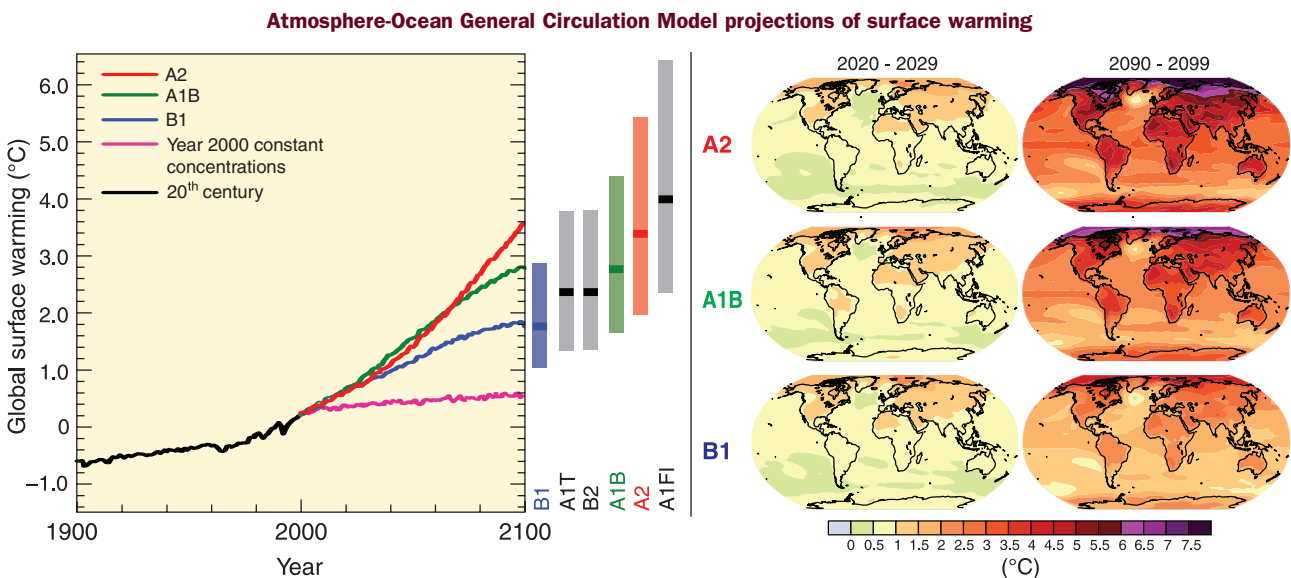 Atmosphere-Ocean General Circulation Model projections of surface warming
Global surface warming (°C)
6.0
5.0
4.0
3.0
2.0
1.0
0
–1.0
A2
A1B
B1
Year 2000 constant
concentrations
20th century
1900
2000
2100
Year
B1
A1T
B2
A1B
A2
A1FI
2020 - 2029
2090 - 2099
A2
A1B
B1
0 0.5 1 1.5 2 2.5 3 3.5 4 4.5 5 5.5 6 6.5 7 7.5
(°C)